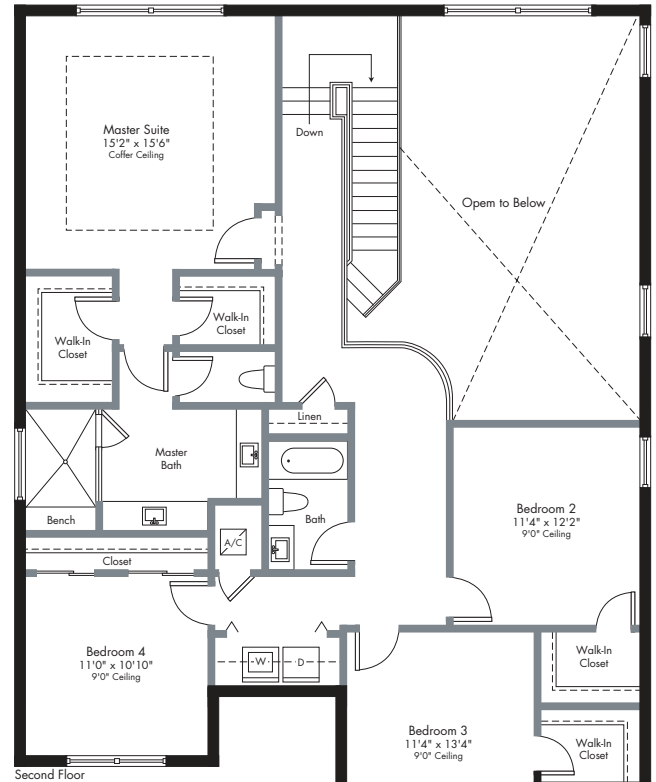 Master Suite
15'2" x 15'6"
Coffer Ceiling
Down
Opem to Below
Walk-In
Closet
Walk-In
Closet
Linen
Master
Bath
Bench
Bath
A/C
Closet
Bedroom 2
11'4" x 12'2"
9'0" Ceiling
Bedroom 4
11'0" x 10'10"
9'0" Ceiling
W
D
Walk-In
Closet
Bedroom 3
11'4" x 13'4"
9'0" Ceiling
Walk-In
Closet
Second Floor